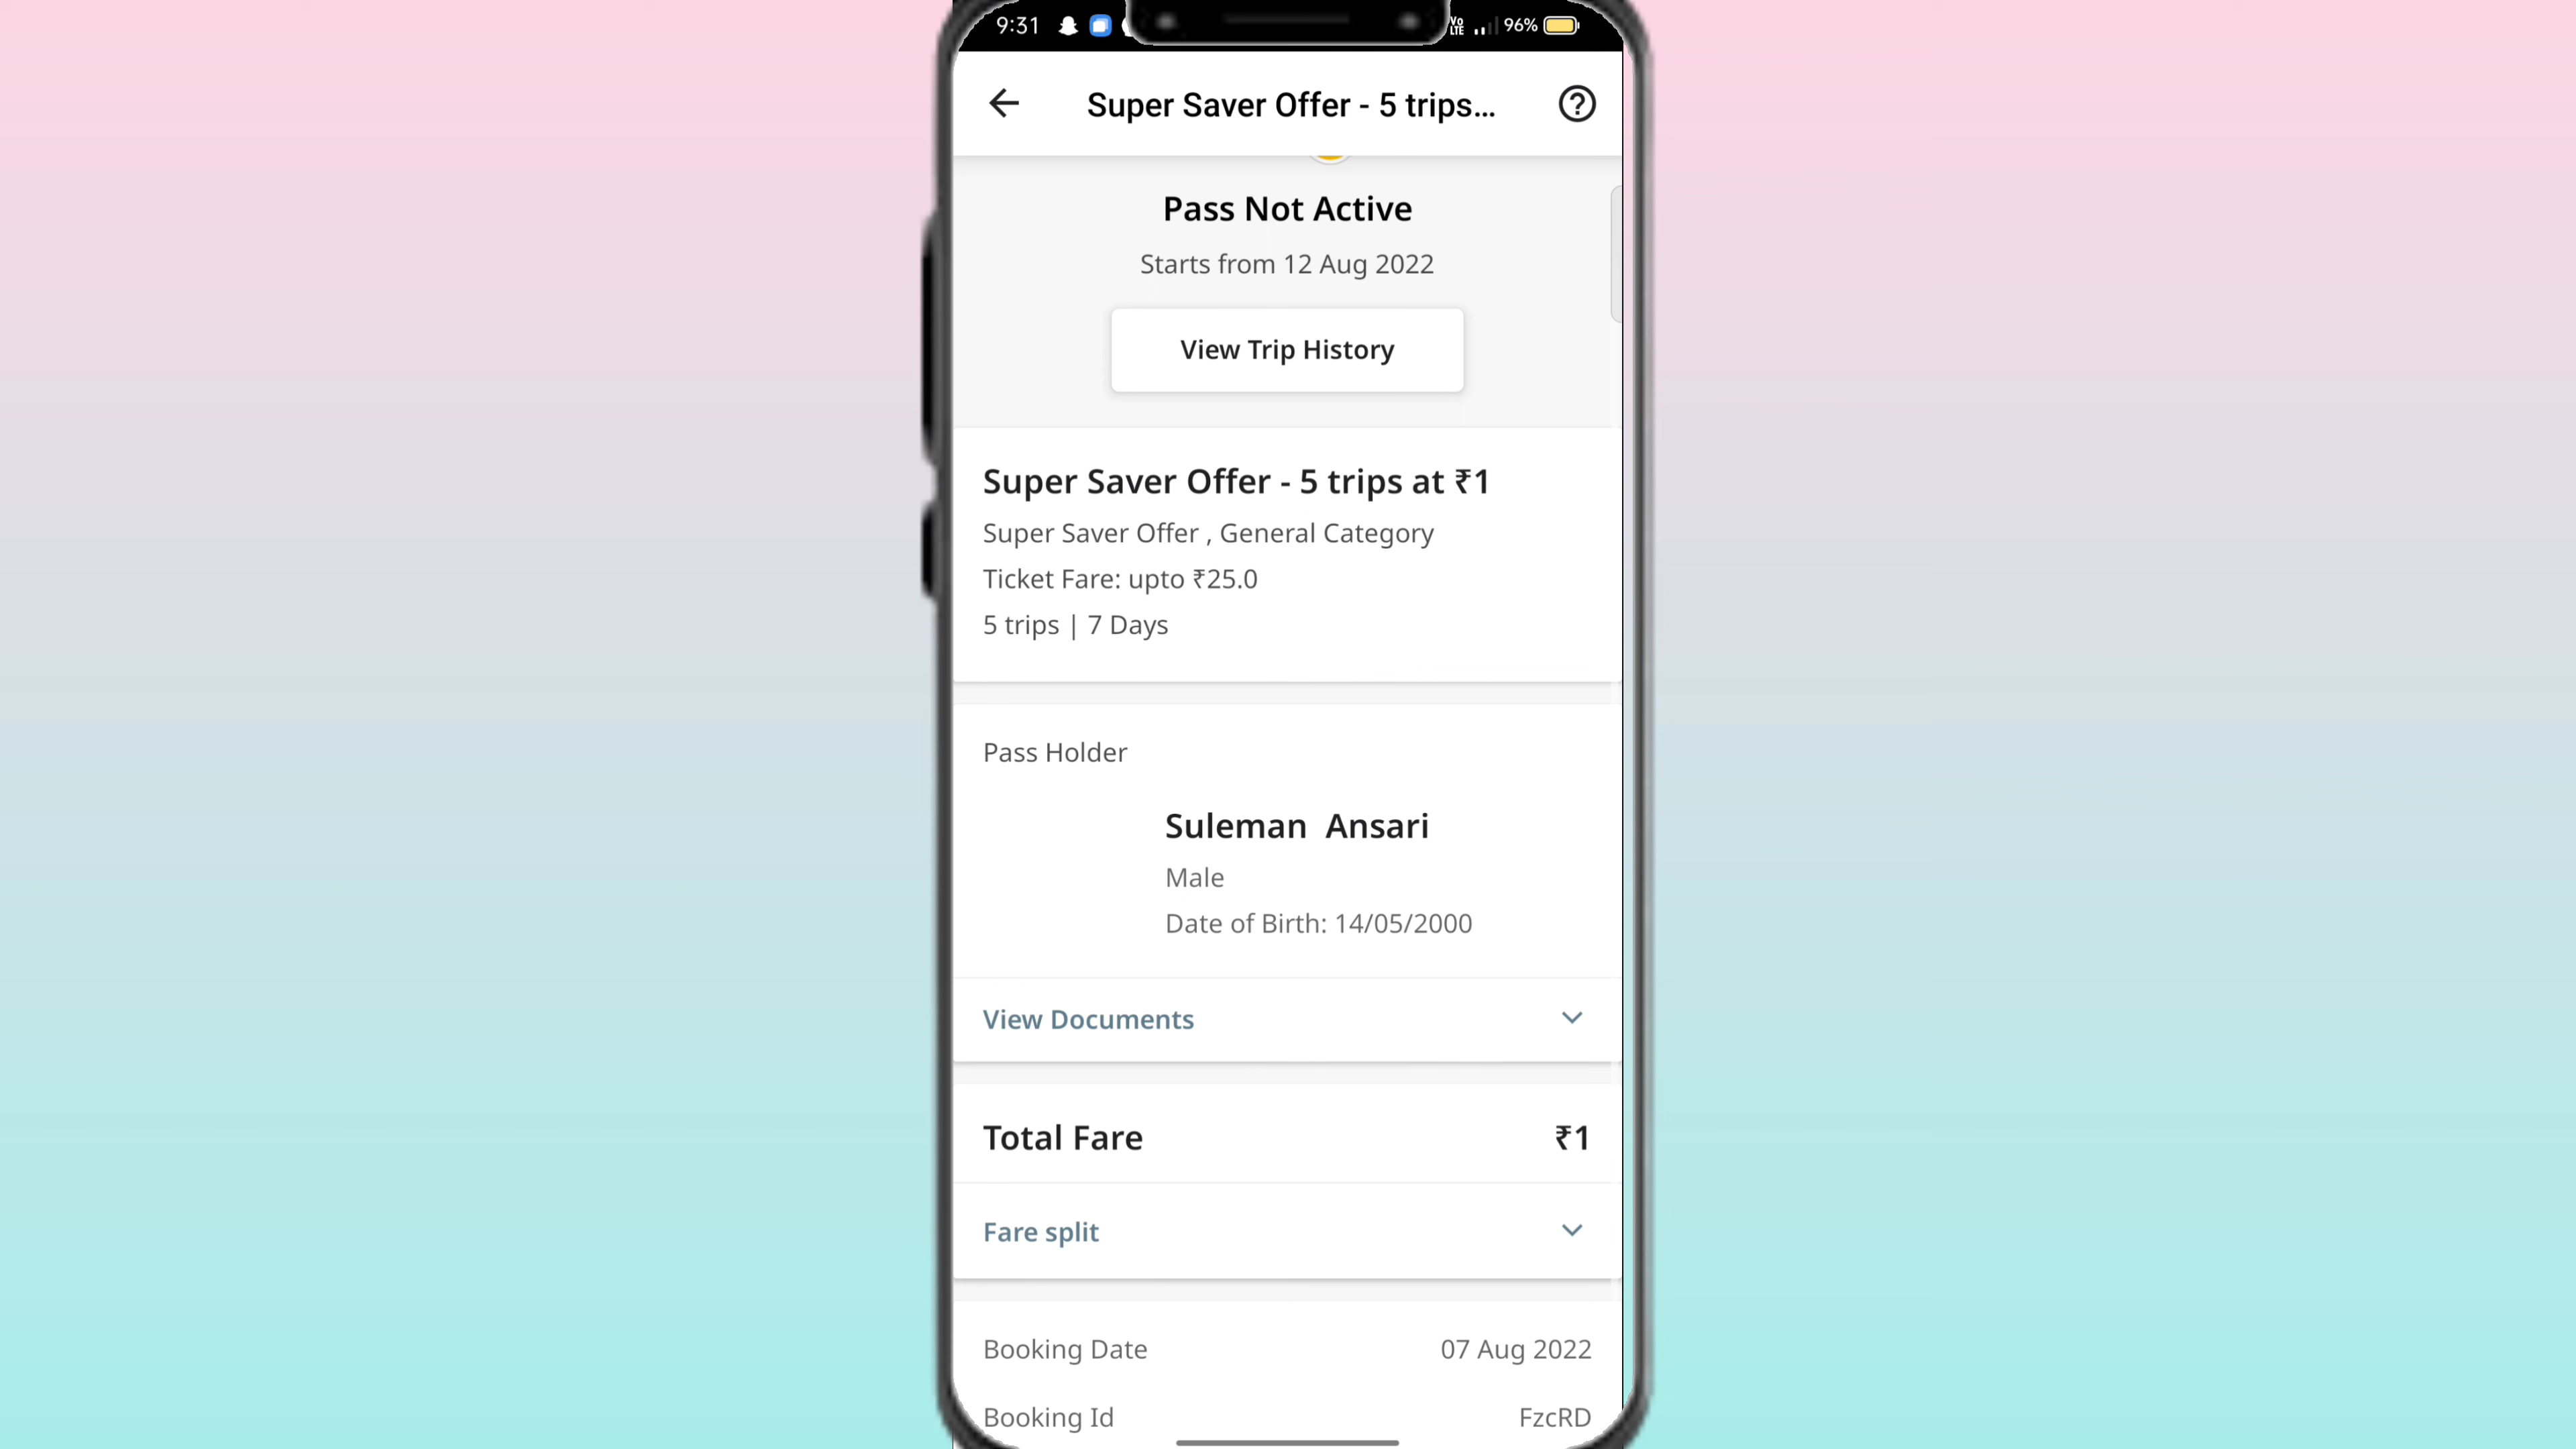 9:31
Vo LTE 96%
Super Saver Offer - 5 trips...
Pass Not Active
Starts from 12 Aug 2022
View Trip History
Super Saver Offer - 5 trips at ₹1
Super Saver Offer , General Category
Ticket Fare: upto ₹25.0
5 trips | 7 Days
Pass Holder
Suleman Ansari
Male
Date of Birth: 14/05/2000
View Documents
Total Fare ₹1
Fare split
Booking Date 07 Aug 2022
Booking Id FzcRD